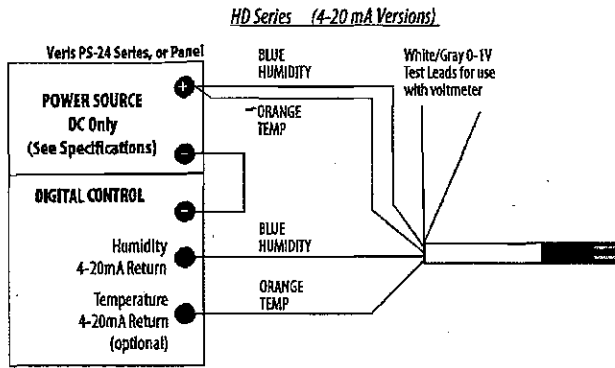 HD Series (4-20 mA Versions)
Veris PS-24 Series, or Panel
POWER SOURCE
DC Only
(See Specifications)
+
-
DIGITAL CONTROL
-
Humidity
4-20mA Return
Temperature
4-20mA Return
(optional)
BLUE
HUMIDITY
ORANGE
TEMP
BLUE
HUMIDITY
ORANGE
TEMP
White/Gray 0-1V
Test Leads for use
with voltmeter